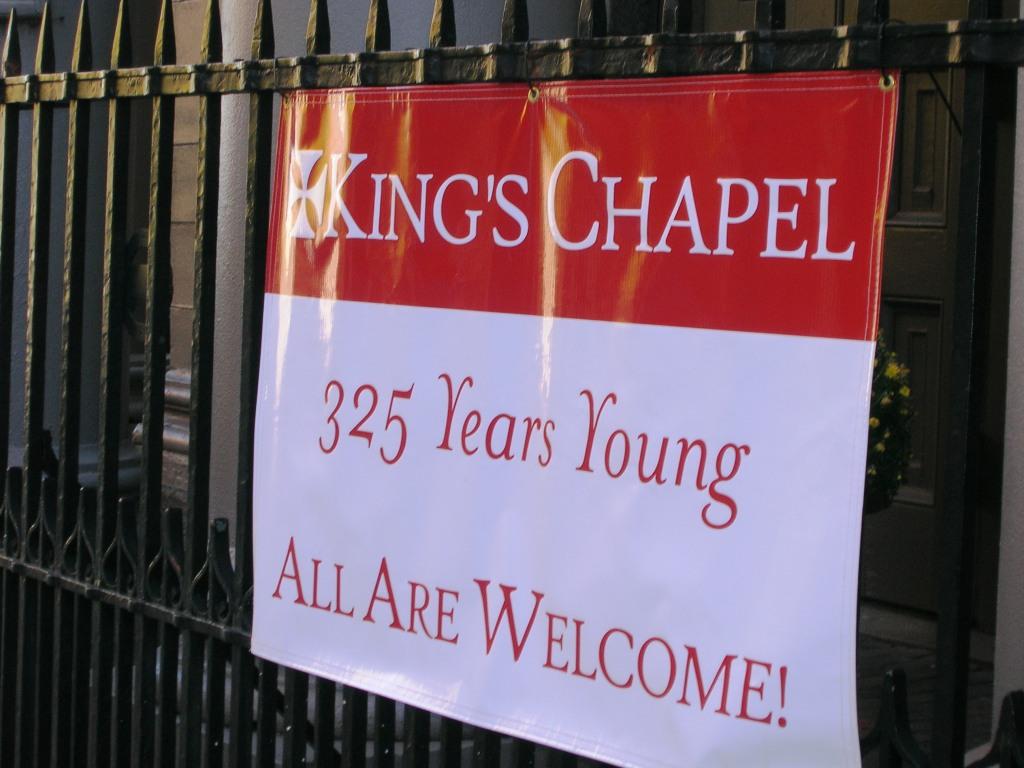 KING'S CHAPEL
325 Years Young
ALL ARE WELCOME!